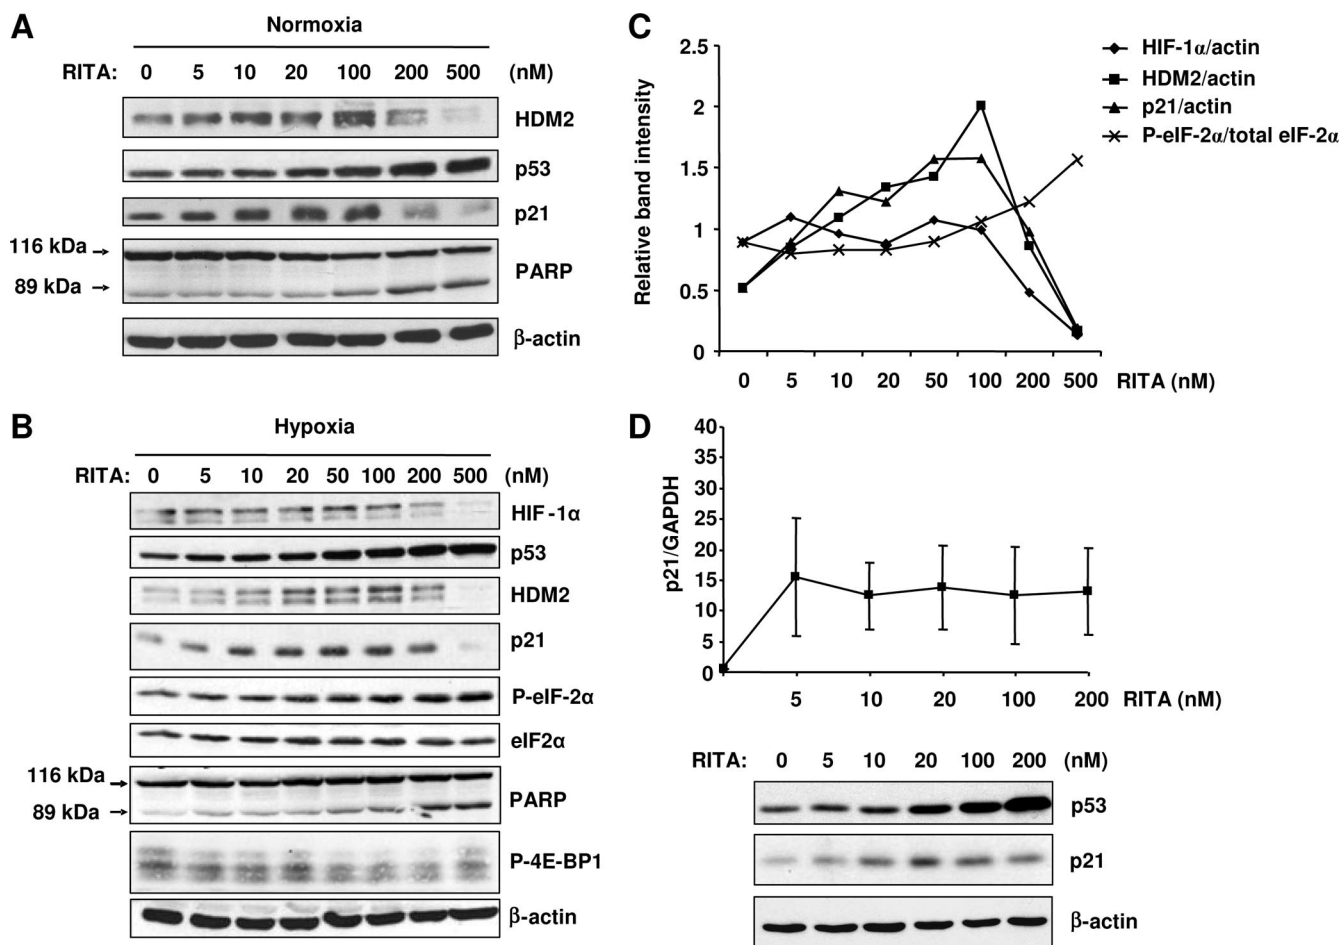 A
Normoxia
RITA: 0 5 10 20 100 200 500 (nM)
HDM2
p53
p21
116 kDa
89 kDa
PARP
β-actin
B
Hypoxia
RITA: 0 5 10 20 50 100 200 500 (nM)
HIF-1α
p53
HDM2
p21
P-eIF-2α
eIF2α
116 kDa
89 kDa
PARP
P-4E-BP1
β-actin
C
HIF-1α/actin
HDM2/actin
p21/actin
P-eIF-2α/total eIF-2α
Relative band intensity
2.5
2
1.5
1
0.5
0
0 5 10 20 50 100 200 500 RITA (nM)
D
p21/GAPDH
40
35
30
25
20
15
10
5
0
5 10 20 100 200 RITA (nM)
RITA: 0 5 10 20 100 200 (nM)
p53
p21
β-actin